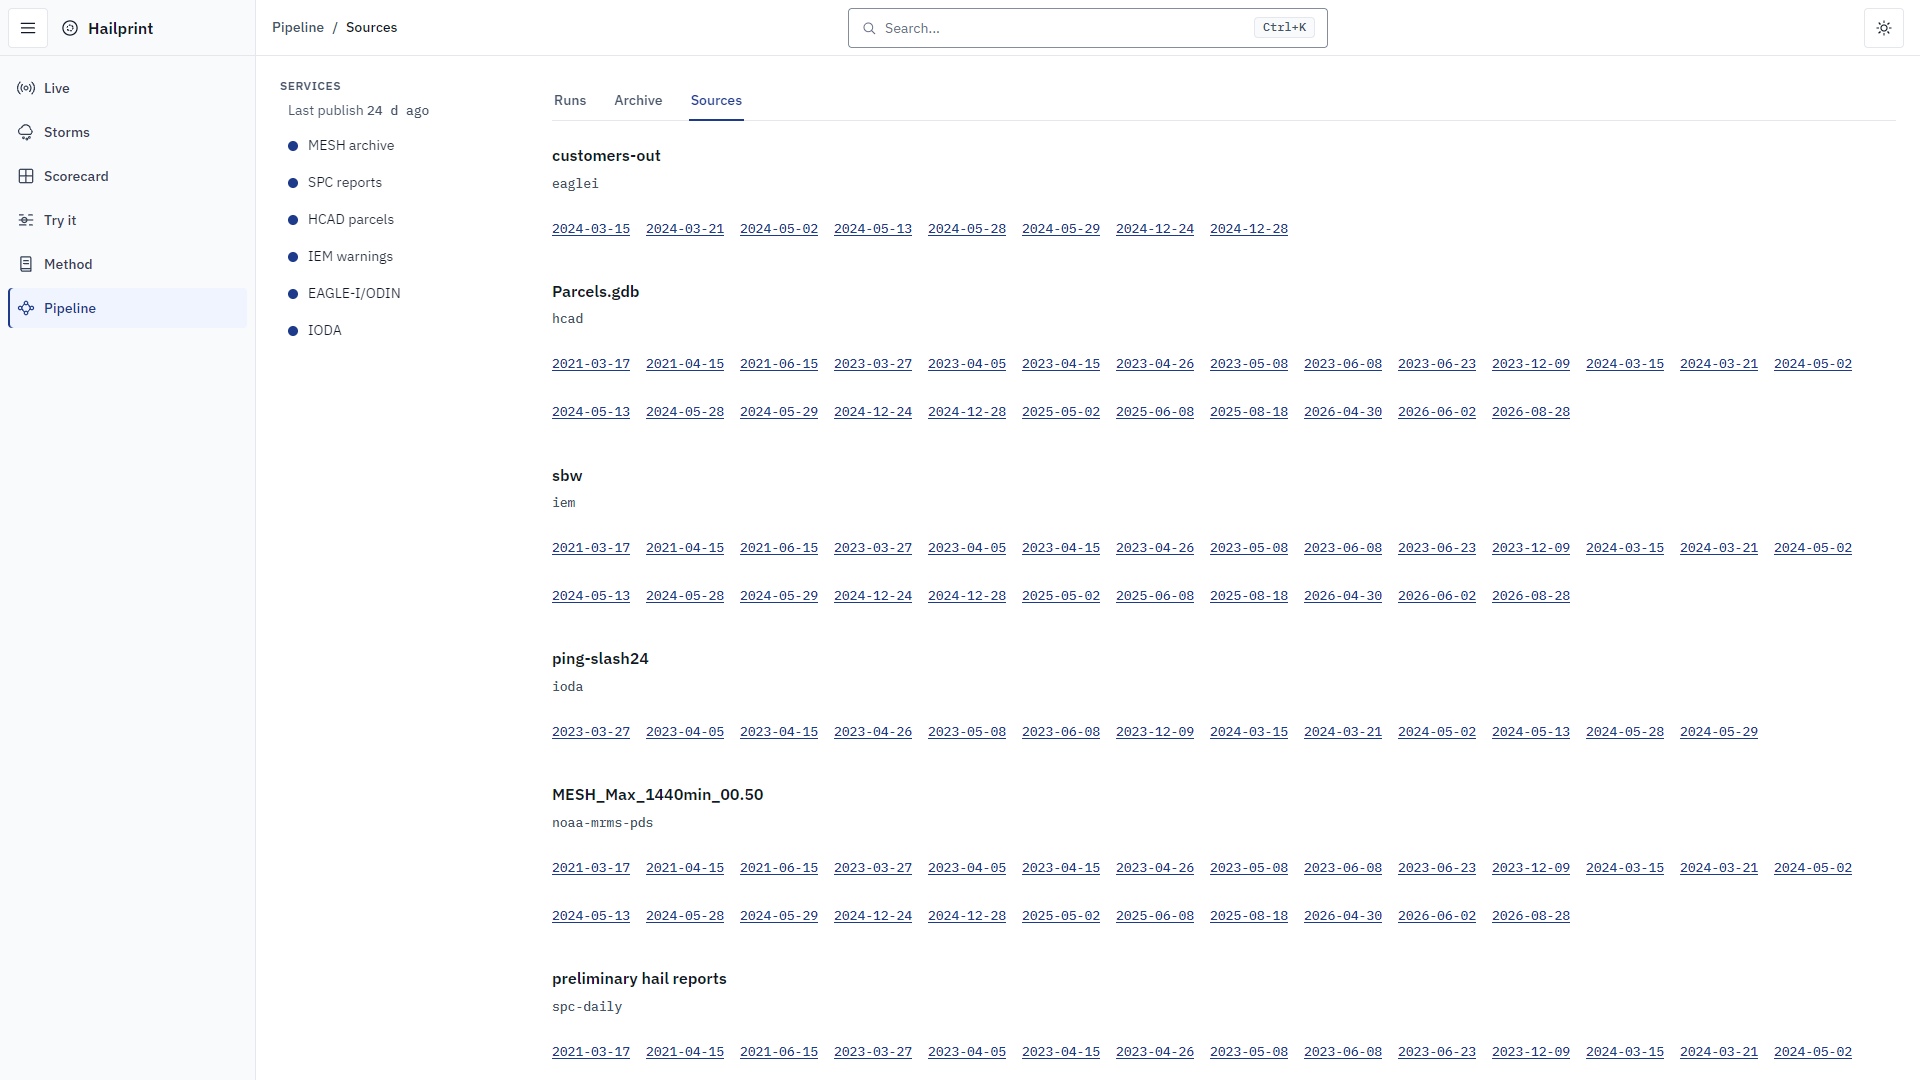 Hailprint
Pipeline / Sources
Search...
Ctrl+K
Live
Storms
Scorecard
Try it
Method
Pipeline
SERVICES
Last publish 24 d ago
MESH archive
SPC reports
HCAD parcels
IEM warnings
EAGLE-I/ODIN
IODA
Runs Archive Sources
customers-out
eaglei
2024-03-15 2024-03-21 2024-05-02 2024-05-13 2024-05-28 2024-05-29 2024-12-24 2024-12-28
Parcels.gdb
hcad
2021-03-17 2021-04-15 2021-06-15 2023-03-27 2023-04-05 2023-04-15 2023-04-26 2023-05-08 2023-06-08 2023-06-23 2023-12-09 2024-03-15 2024-03-21 2024-05-02
2024-05-13 2024-05-28 2024-05-29 2024-12-24 2024-12-28 2025-05-02 2025-06-08 2025-08-18 2026-04-30 2026-06-02 2026-08-28
sbw
iem
2021-03-17 2021-04-15 2021-06-15 2023-03-27 2023-04-05 2023-04-15 2023-04-26 2023-05-08 2023-06-08 2023-06-23 2023-12-09 2024-03-15 2024-03-21 2024-05-02
2024-05-13 2024-05-28 2024-05-29 2024-12-24 2024-12-28 2025-05-02 2025-06-08 2025-08-18 2026-04-30 2026-06-02 2026-08-28
ping-slash24
ioda
2023-03-27 2023-04-05 2023-04-15 2023-04-26 2023-05-08 2023-06-08 2023-12-09 2024-03-15 2024-03-21 2024-05-02 2024-05-13 2024-05-28 2024-05-29
MESH_Max_1440min_00.50
noaa-mrms-pds
2021-03-17 2021-04-15 2021-06-15 2023-03-27 2023-04-05 2023-04-15 2023-04-26 2023-05-08 2023-06-08 2023-06-23 2023-12-09 2024-03-15 2024-03-21 2024-05-02
2024-05-13 2024-05-28 2024-05-29 2024-12-24 2024-12-28 2025-05-02 2025-06-08 2025-08-18 2026-04-30 2026-06-02 2026-08-28
preliminary hail reports
spc-daily
2021-03-17 2021-04-15 2021-06-15 2023-03-27 2023-04-05 2023-04-15 2023-04-26 2023-05-08 2023-06-08 2023-06-23 2023-12-09 2024-03-15 2024-03-21 2024-05-02